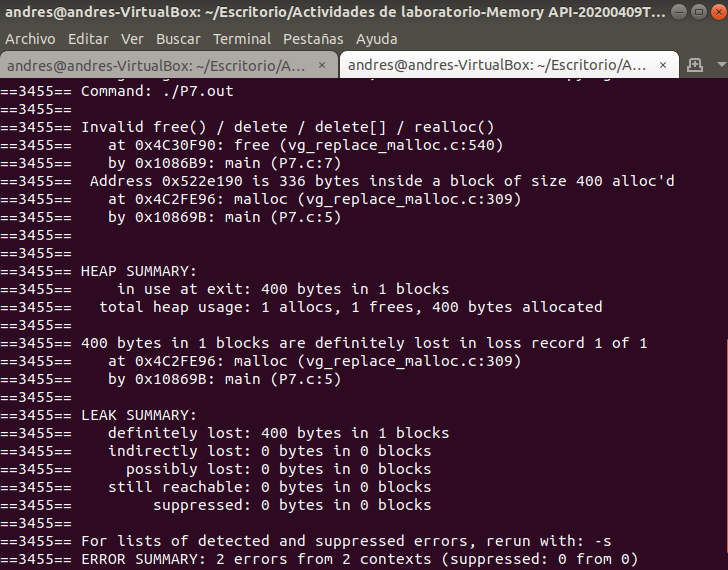 andres@andres-VirtualBox: ~/Escritorio/Actividades de laboratorio-Memory API-20200409T...
Archivo Editar Ver Buscar Terminal Pestañas Ayuda
andres@andres-VirtualBox: ~/Escritorio/A... × andres@andres-VirtualBox: ~/Escritorio/A... ×
==3455== Command: ./P7.out
==3455==
==3455== Invalid free() / delete / delete[] / realloc()
==3455==    at 0x4C30F90: free (vg_replace_malloc.c:540)
==3455==    by 0x1086B9: main (P7.c:7)
==3455==  Address 0x522e190 is 336 bytes inside a block of size 400 alloc'd
==3455==    at 0x4C2FE96: malloc (vg_replace_malloc.c:309)
==3455==    by 0x10869B: main (P7.c:5)
==3455==
==3455==
==3455== HEAP SUMMARY:
==3455==     in use at exit: 400 bytes in 1 blocks
==3455==   total heap usage: 1 allocs, 1 frees, 400 bytes allocated
==3455==
==3455== 400 bytes in 1 blocks are definitely lost in loss record 1 of 1
==3455==    at 0x4C2FE96: malloc (vg_replace_malloc.c:309)
==3455==    by 0x10869B: main (P7.c:5)
==3455==
==3455== LEAK SUMMARY:
==3455==    definitely lost: 400 bytes in 1 blocks
==3455==    indirectly lost: 0 bytes in 0 blocks
==3455==      possibly lost: 0 bytes in 0 blocks
==3455==    still reachable: 0 bytes in 0 blocks
==3455==         suppressed: 0 bytes in 0 blocks
==3455==
==3455== For lists of detected and suppressed errors, rerun with: -s
==3455== ERROR SUMMARY: 2 errors from 2 contexts (suppressed: 0 from 0)